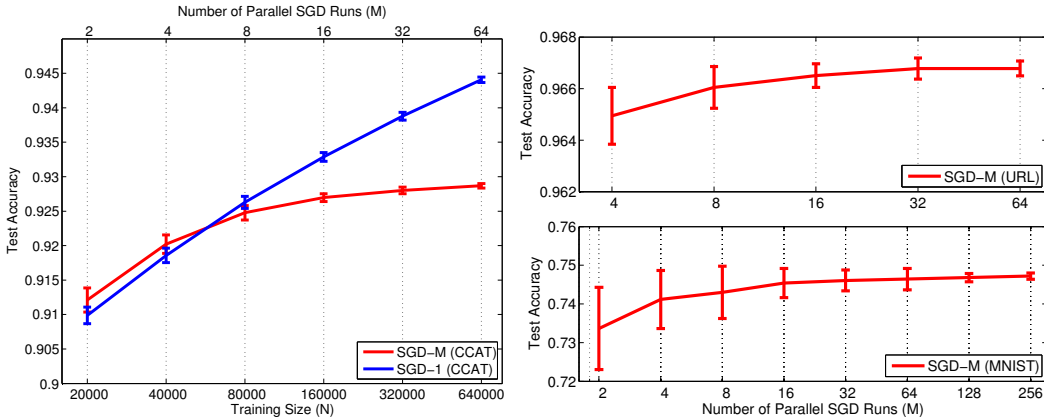 Number of Parallel SGD Runs (M)
2 4 8 16 32 64
0.945
0.94
0.935
0.93
0.925
0.92
0.915
0.91
0.905
0.9
Test Accuracy
SGD−M (CCAT)
SGD−1 (CCAT)
20000 40000 80000 160000 320000 640000
Training Size (N)
0.968
0.966
0.964
0.962
Test Accuracy
SGD−M (URL)
4 8 16 32 64
0.76
0.75
0.74
0.73
0.72
Test Accuracy
SGD−M (MNIST)
2 4 8 16 32 64 128 256
Number of Parallel SGD Runs (M)